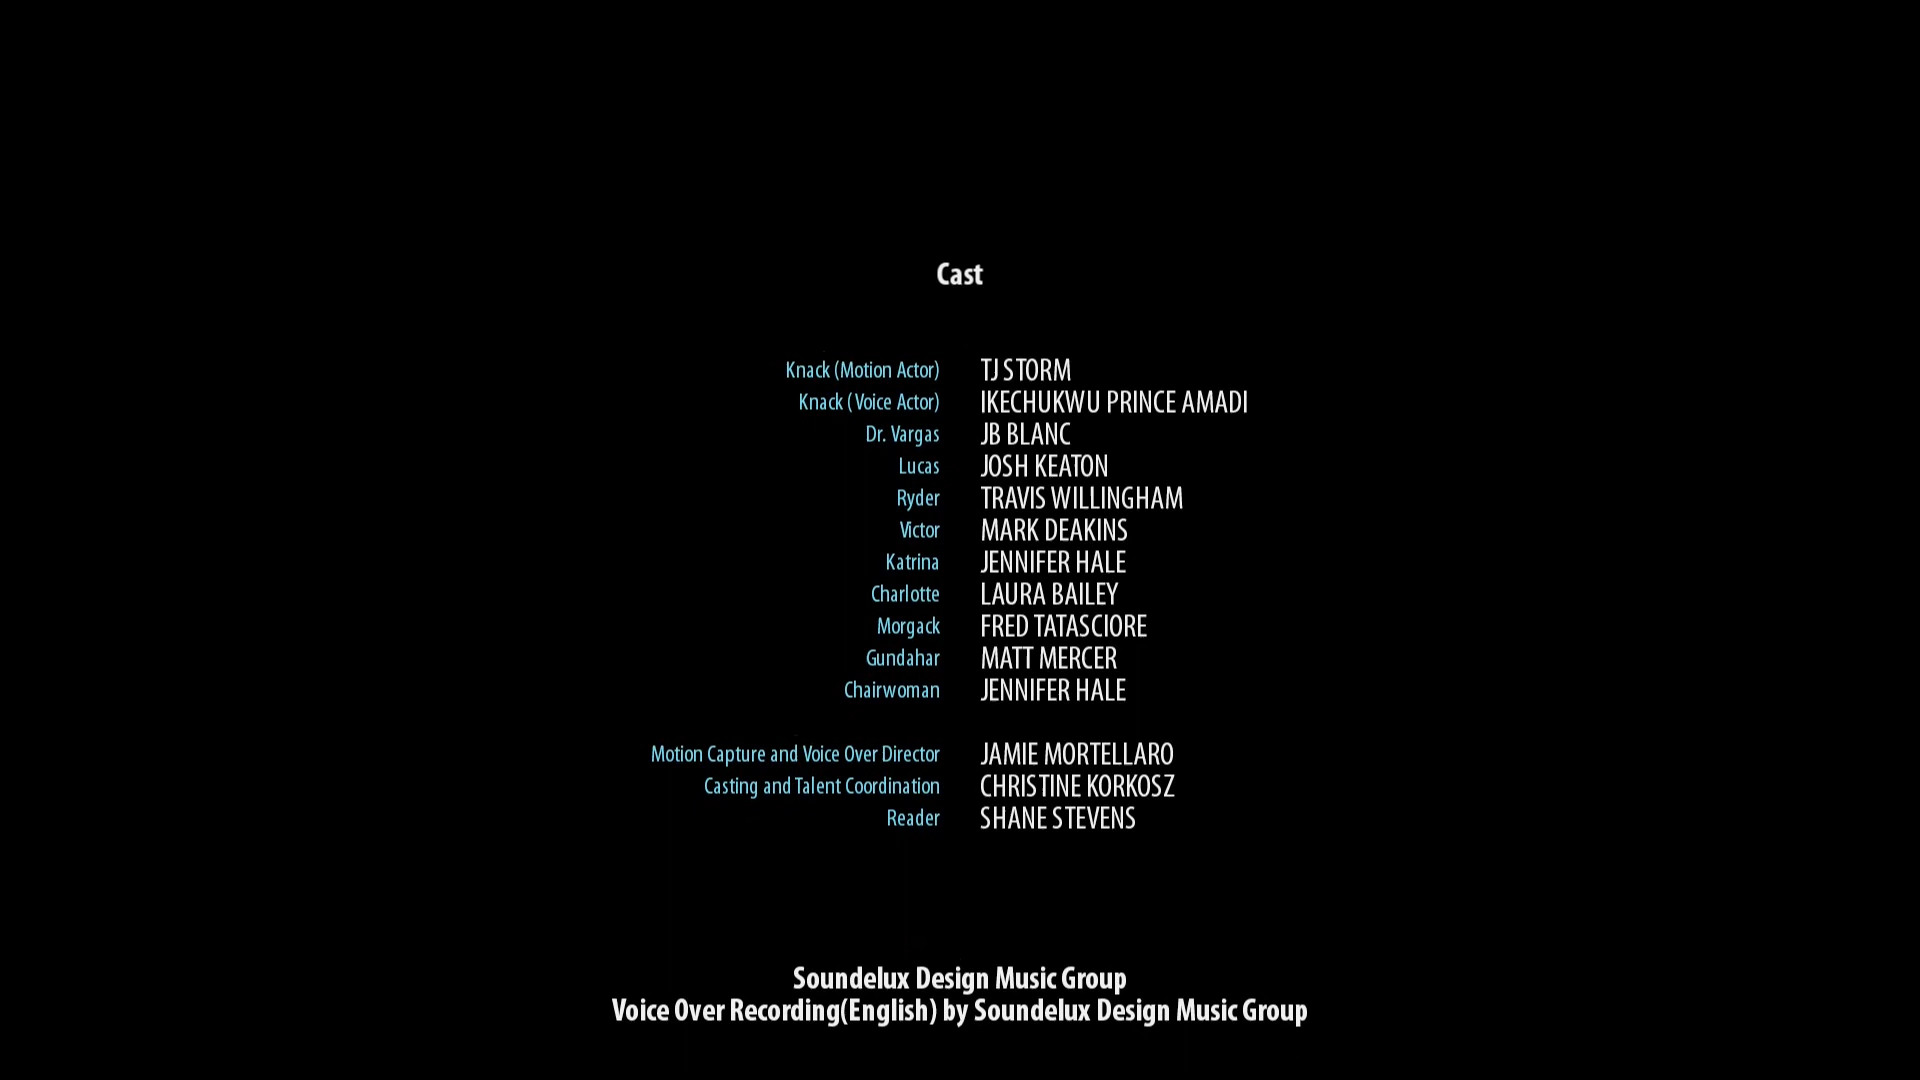 Cast
Knack (Motion Actor) TJ STORM
Knack ( Voice Actor) IKECHUKWU PRINCE AMADI
Dr. Vargas JB BLANC
Lucas JOSH KEATON
Ryder TRAVIS WILLINGHAM
Victor MARK DEAKINS
Katrina JENNIFER HALE
Charlotte LAURA BAILEY
Morgack FRED TATASCIORE
Gundahar MATT MERCER
Chairwoman JENNIFER HALE
Motion Capture and Voice Over Director JAMIE MORTELLARO
Casting and Talent Coordination CHRISTINE KORKOSZ
Reader SHANE STEVENS
Soundelux Design Music Group
Voice Over Recording(English) by Soundelux Design Music Group